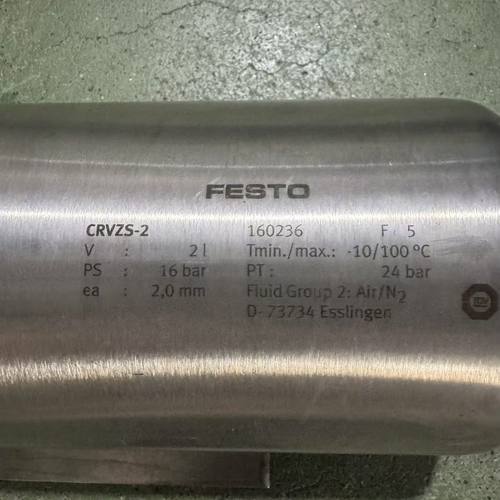 FESTO
CRVZS-2 160236 F 5
V : 2 l Tmin./max.: -10/100 °C
PS : 16 bar PT : 24 bar
ea : 2,0 mm Fluid Group 2: Air/N₂
D-73734 Esslingen
TÜV